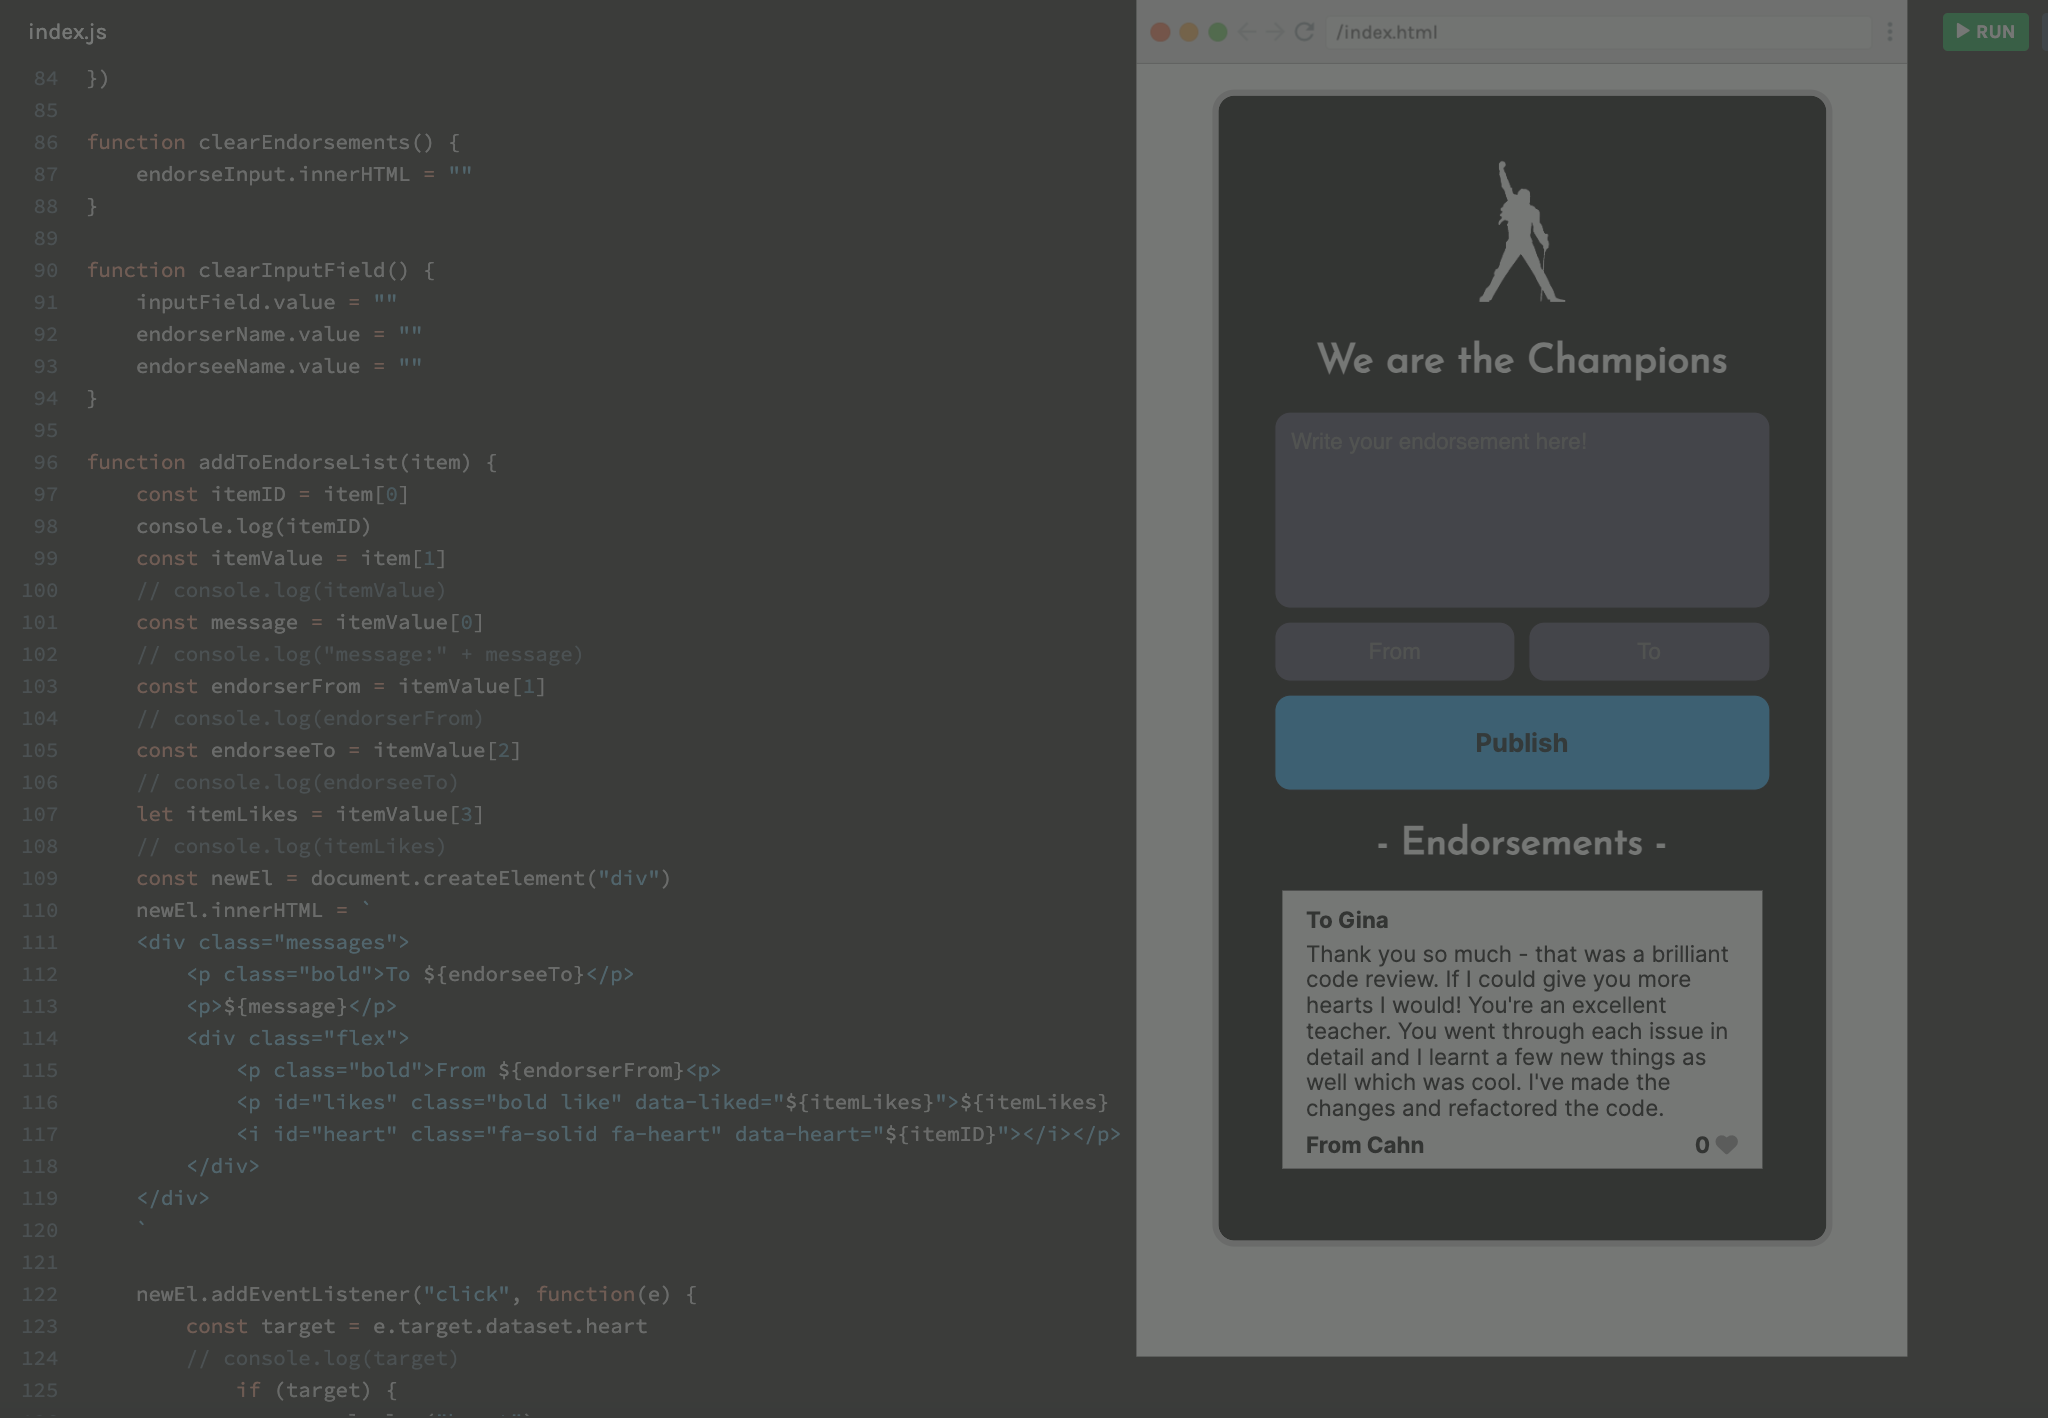 index.js
84 })
85
86 function clearEndorsements() {
87     endorseInput.innerHTML = ""
88 }
89
90 function clearInputField() {
91     inputField.value = ""
92     endorserName.value = ""
93     endorseeName.value = ""
94 }
95
96 function addToEndorseList(item) {
97     const itemID = item[0]
98     console.log(itemID)
99     const itemValue = item[1]
100     // console.log(itemValue)
101     const message = itemValue[0]
102     // console.log("message:" + message)
103     const endorserFrom = itemValue[1]
104     // console.log(endorserFrom)
105     const endorseeTo = itemValue[2]
106     // console.log(endorseeTo)
107     let itemLikes = itemValue[3]
108     // console.log(itemLikes)
109     const newEl = document.createElement("div")
110     newEl.innerHTML = `
111     <div class="messages">
112         <p class="bold">To ${endorseeTo}</p>
113         <p>${message}</p>
114         <div class="flex">
115             <p class="bold">From ${endorserFrom}<p>
116             <p id="likes" class="bold like" data-liked="${itemLikes}">${itemLikes}
117             <i id="heart" class="fa-solid fa-heart" data-heart="${itemID}"></i></p>
118         </div>
119     </div>
120     `
121
122     newEl.addEventListener("click", function(e) {
123         const target = e.target.dataset.heart
124         // console.log(target)
125             if (target) {
/index.html
RUN
We are the Champions
Write your endorsement here!
From To
Publish
- Endorsements -
To Gina
Thank you so much - that was a brilliant
code review. If I could give you more
hearts I would! You're an excellent
teacher. You went through each issue in
detail and I learnt a few new things as
well which was cool. I've made the
changes and refactored the code.
From Cahn 0